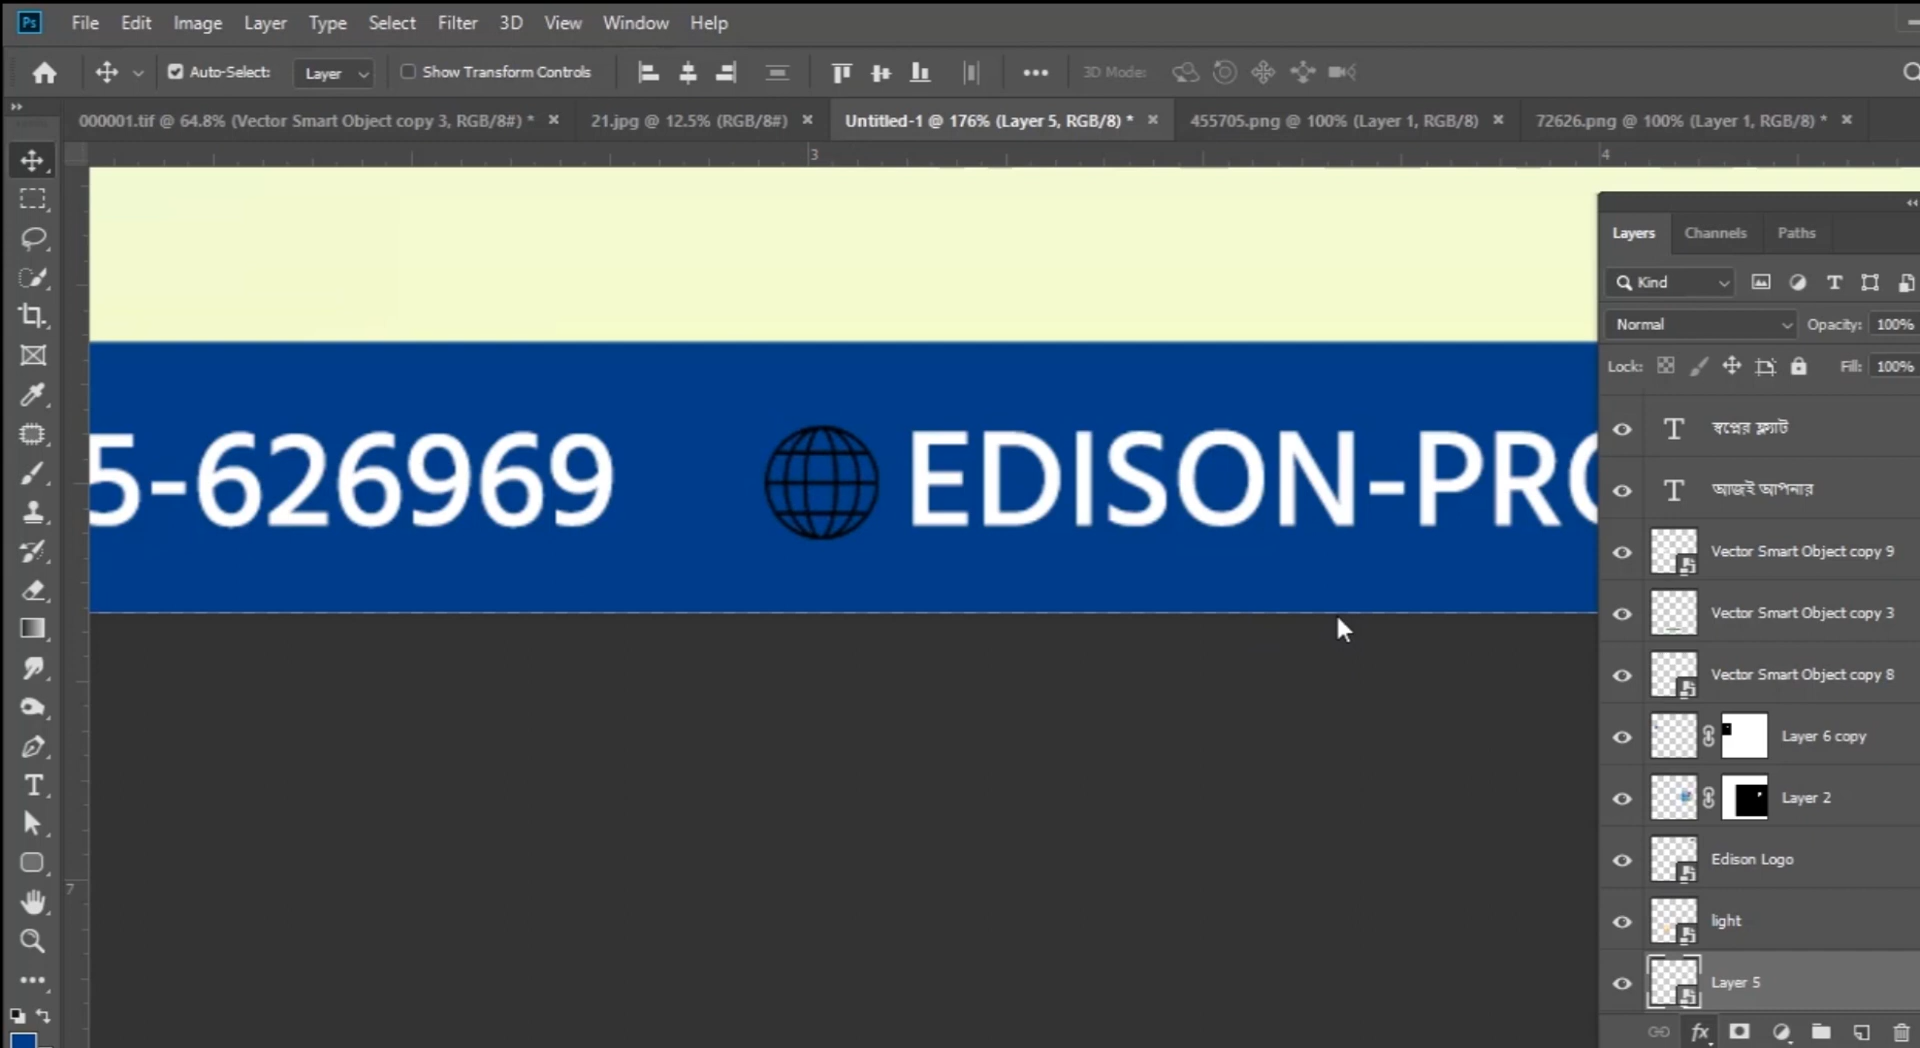 Ps File Edit Image Layer Type Select Filter 3D View Window Help
Auto-Select: Layer Show Transform Controls 3D Mode:
000001.tif @ 64.8% (Vector Smart Object copy 3, RGB/8#) * 21.jpg @ 12.5% (RGB/8#) Untitled-1 @ 176% (Layer 5, RGB/8) * 455705.png @ 100% (Layer 1, RGB/8) 72626.png @ 100% (Layer 1, RGB/8) *
3 4
Layers Channels Paths
Kind
Normal Opacity: 100%
Lock: Fill: 100%
স্বপ্নের ফ্ল্যাট
আজই আপনার
5-626969 EDISON-PRO
Vector Smart Object copy 9
Vector Smart Object copy 3
Vector Smart Object copy 8
Layer 6 copy
Layer 2
7
Edison Logo
light
Layer 5
fx